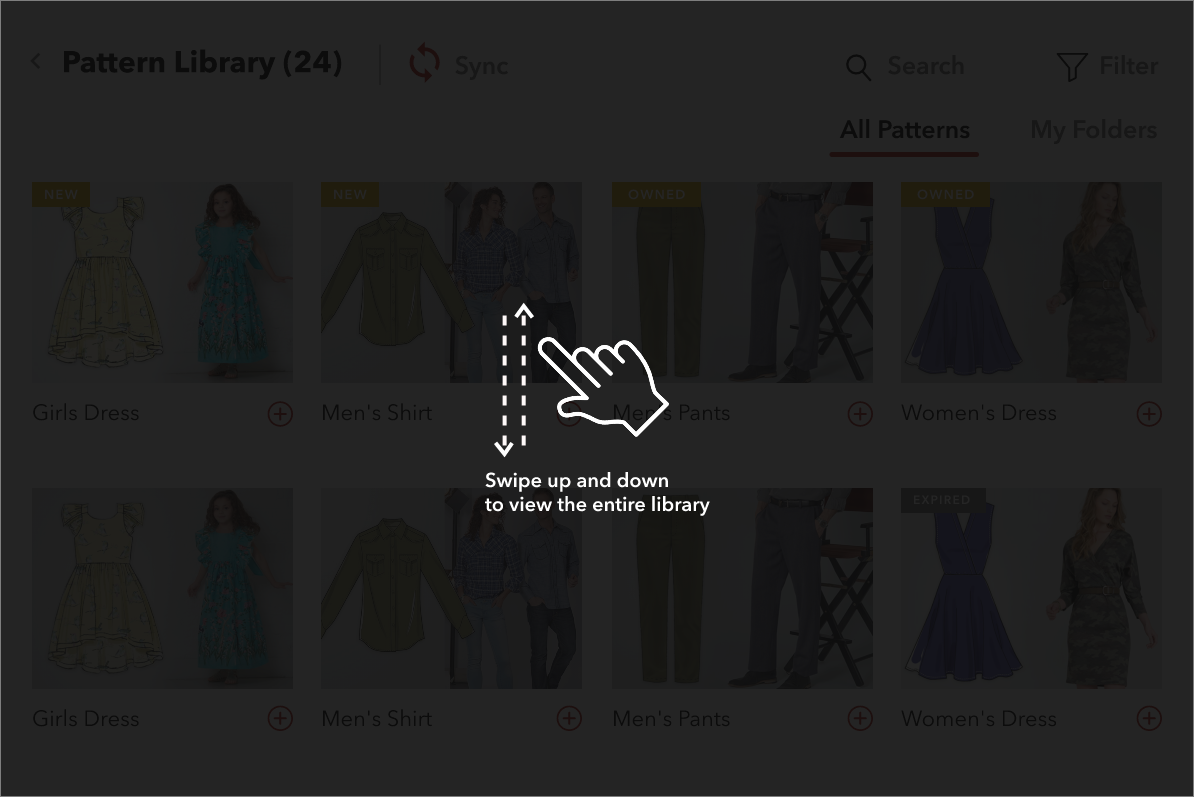 Pattern Library (24)
Sync
Search
Filter
All Patterns
My Folders
NEW
NEW
OWNED
OWNED
Girls Dress
Men's Shirt
Men's Pants
Women's Dress
Swipe up and down
to view the entire library
EXPIRED
Girls Dress
Men's Shirt
Men's Pants
Women's Dress